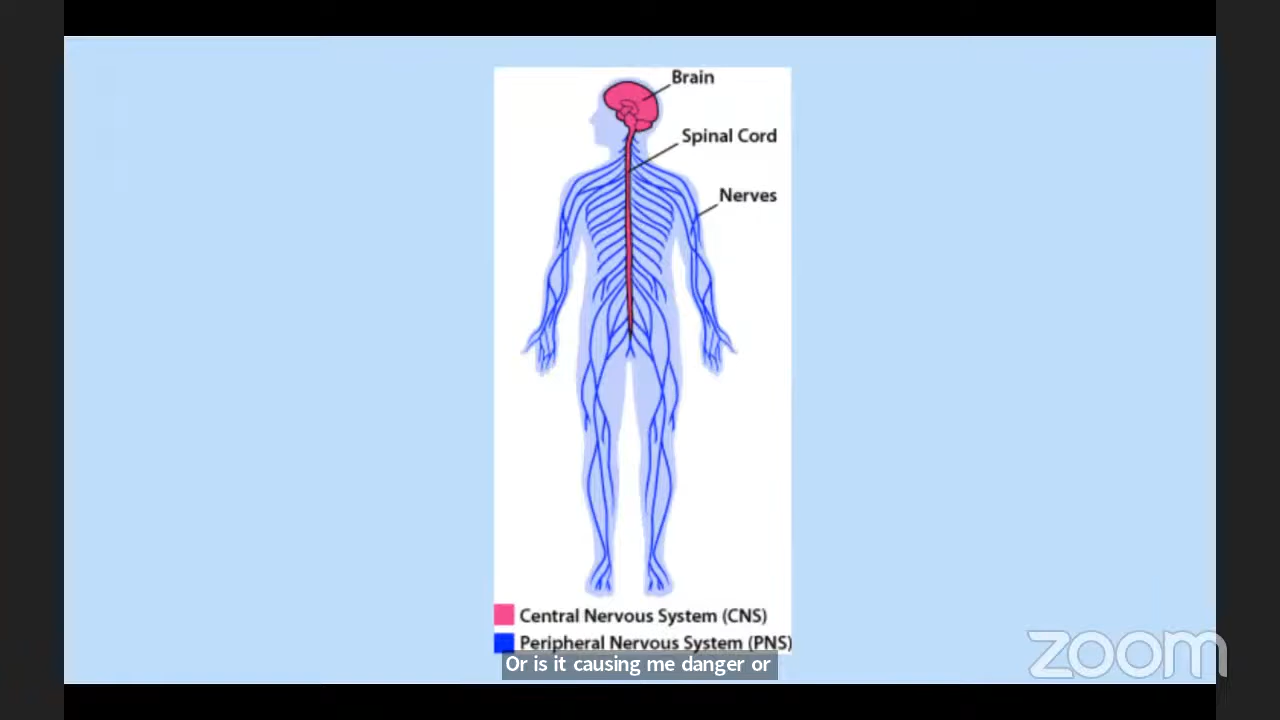 Brain
Spinal Cord
Nerves
Central Nervous System (CNS)
Peripheral Nervous System (PNS)
Or is it causing me danger or
zoom